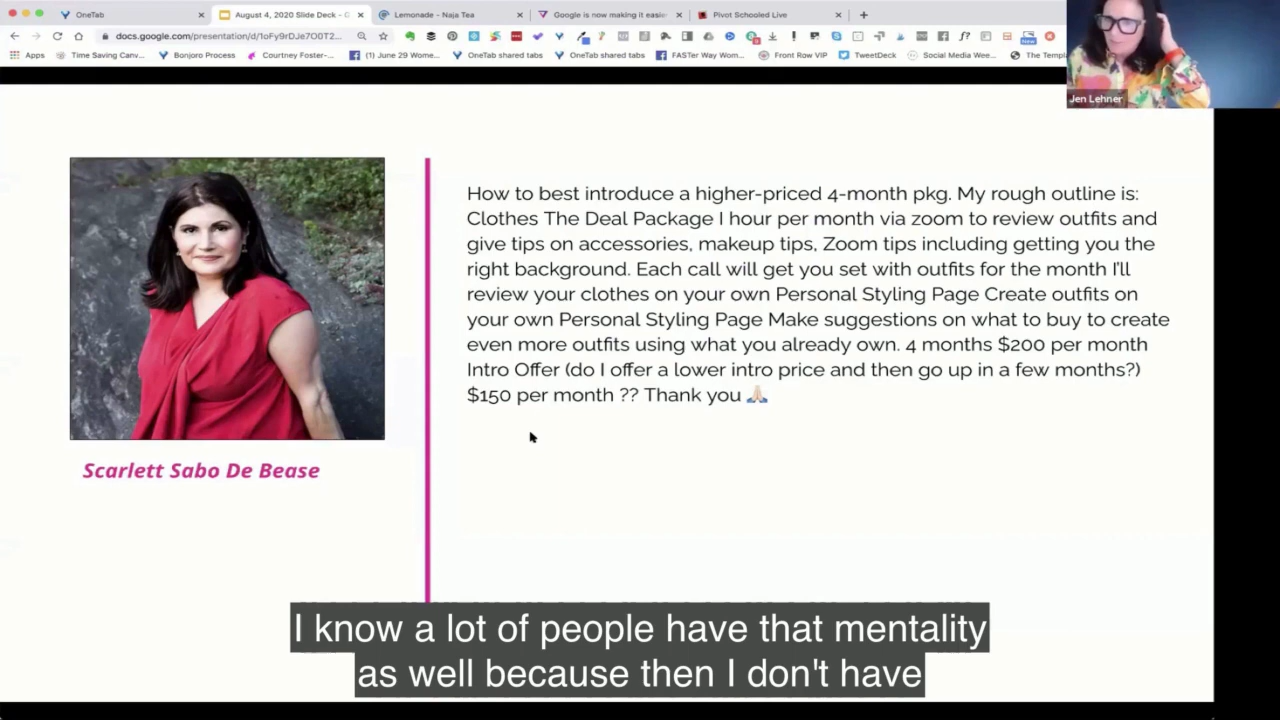 OneTab
August 4, 2020 Slide Deck - G
Lemonade - Naja Tea
Google is now making it easie
Pivot Schooled Live
docs.google.com/presentation/d/1oFy9rDJe7O0T2...
Apps
Time Saving Canv...
Bonjoro Process
Courtney Foster-...
(1) June 29 Wome...
OneTab shared tabs
OneTab shared tabs
FASTer Way Wom...
Front Row VIP
TweetDeck
Social Media Wee...
The Templa
Jen Lehner
How to best introduce a higher-priced 4-month pkg. My rough outline is:
Clothes The Deal Package 1 hour per month via zoom to review outfits and
give tips on accessories, makeup tips, Zoom tips including getting you the
right background. Each call will get you set with outfits for the month I'll
review your clothes on your own Personal Styling Page Create outfits on
your own Personal Styling Page Make suggestions on what to buy to create
even more outfits using what you already own. 4 months $200 per month
Intro Offer (do I offer a lower intro price and then go up in a few months?)
$150 per month ?? Thank you 🙏🏼
Scarlett Sabo De Bease
I know a lot of people have that mentality
as well because then I don't have